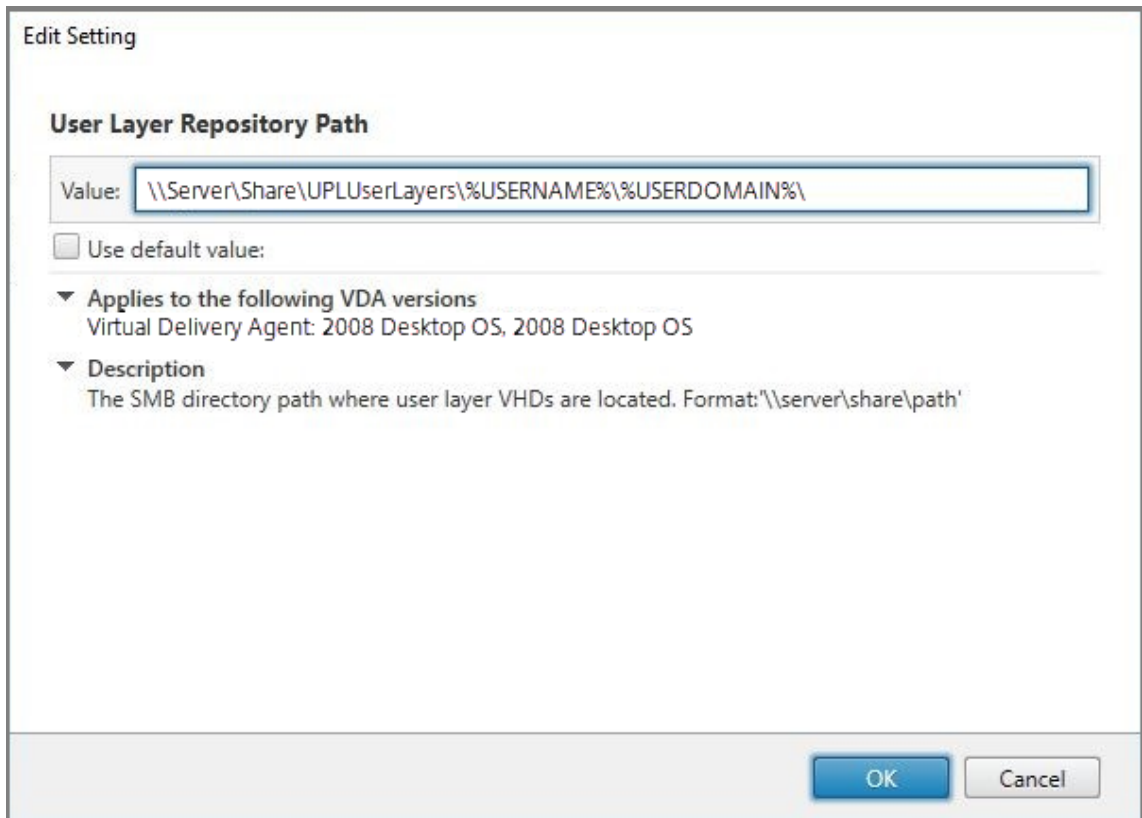 Edit Setting
User Layer Repository Path
Value: \\Server\Share\UPLUserLayers\%USERNAME%\%USERDOMAIN%\
Use default value:
Applies to the following VDA versions
Virtual Delivery Agent: 2008 Desktop OS, 2008 Desktop OS
Description
The SMB directory path where user layer VHDs are located. Format:'\\server\share\path'
OK Cancel